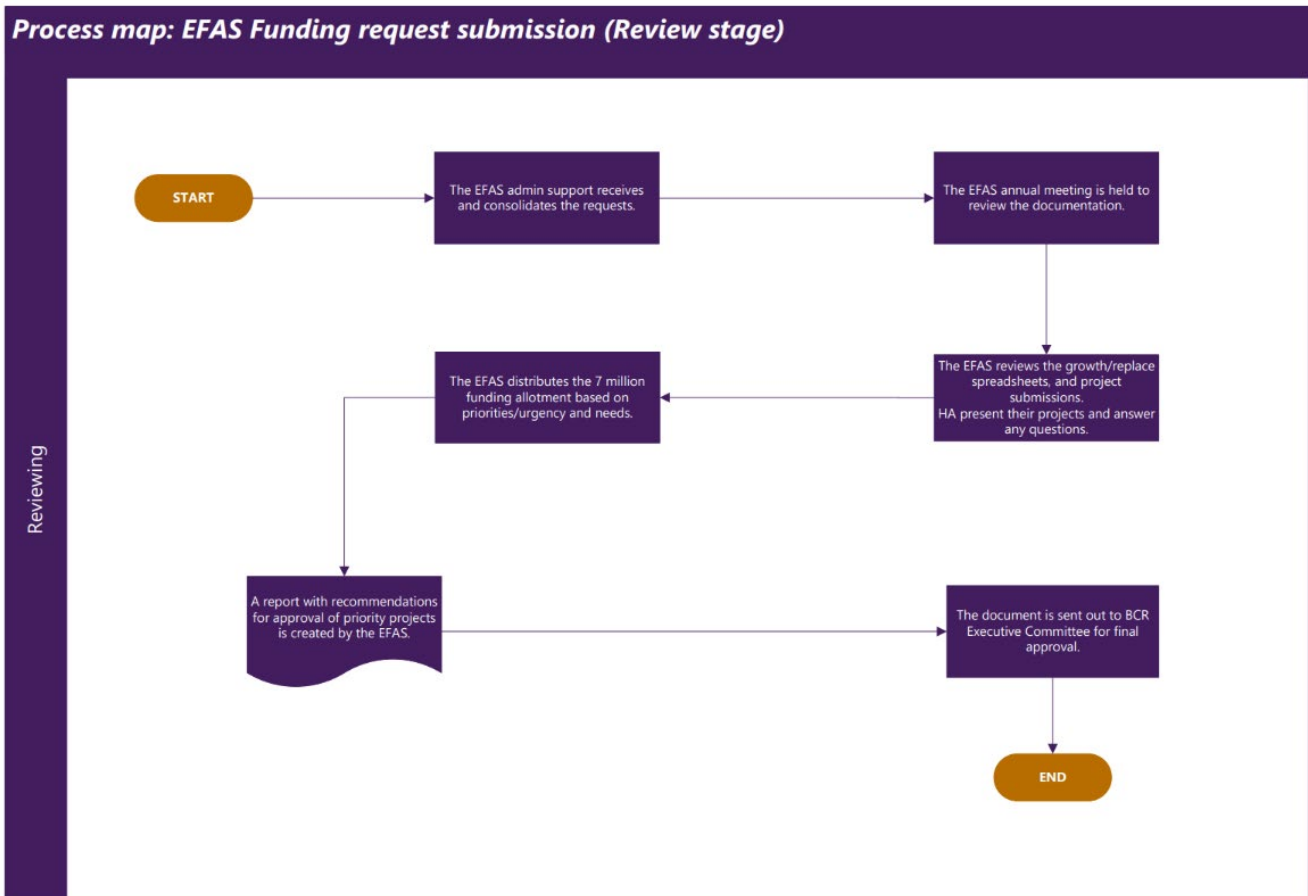 Process map: EFAS Funding request submission (Review stage)
Reviewing
START
The EFAS admin support receives
and consolidates the requests.
The EFAS annual meeting is held to
review the documentation.
The EFAS reviews the growth/replace
spreadsheets, and project
submissions.
HA present their projects and answer
any questions.
The EFAS distributes the 7 million
funding allotment based on
priorities/urgency and needs.
A report with recommendations
for approval of priority projects
is created by the EFAS.
The document is sent out to BCR
Executive Committee for final
approval.
END